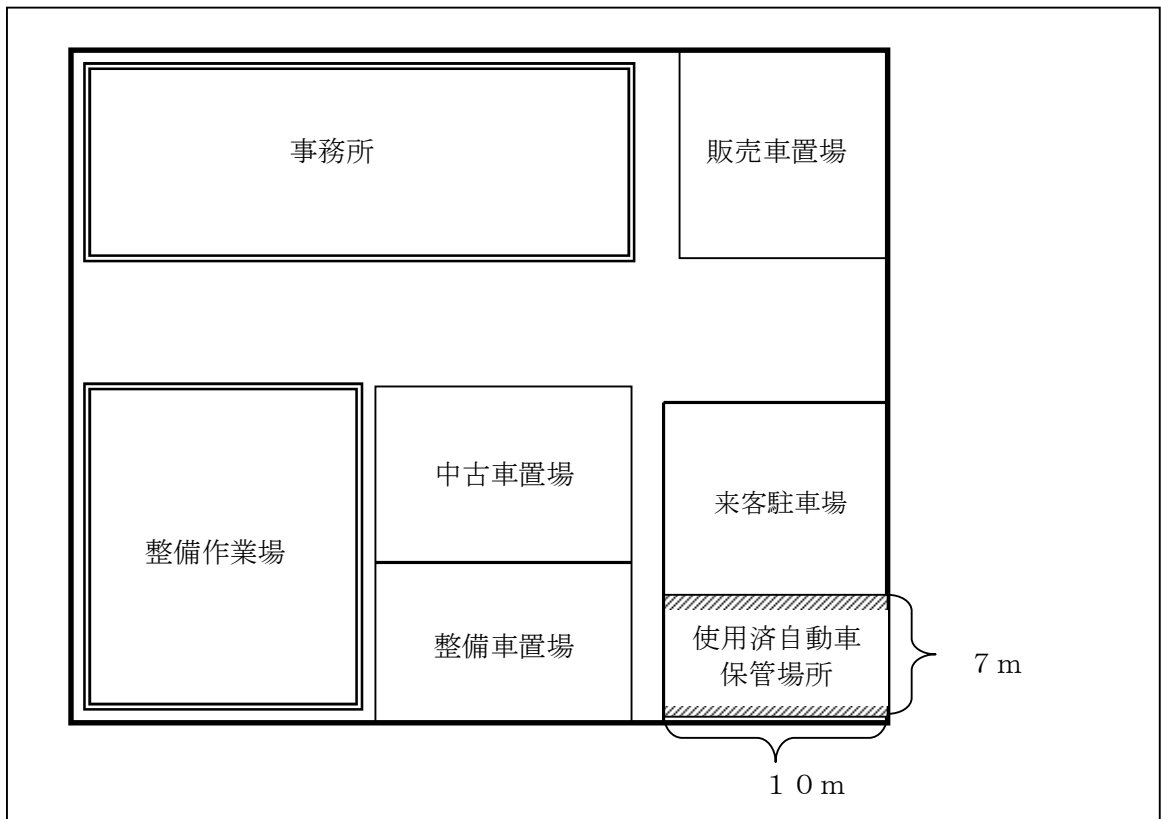 事務所
販売車置場
中古車置場
来客駐車場
整備作業場
整備車置場
使用済自動車
保管場所
７ｍ
１０ｍ